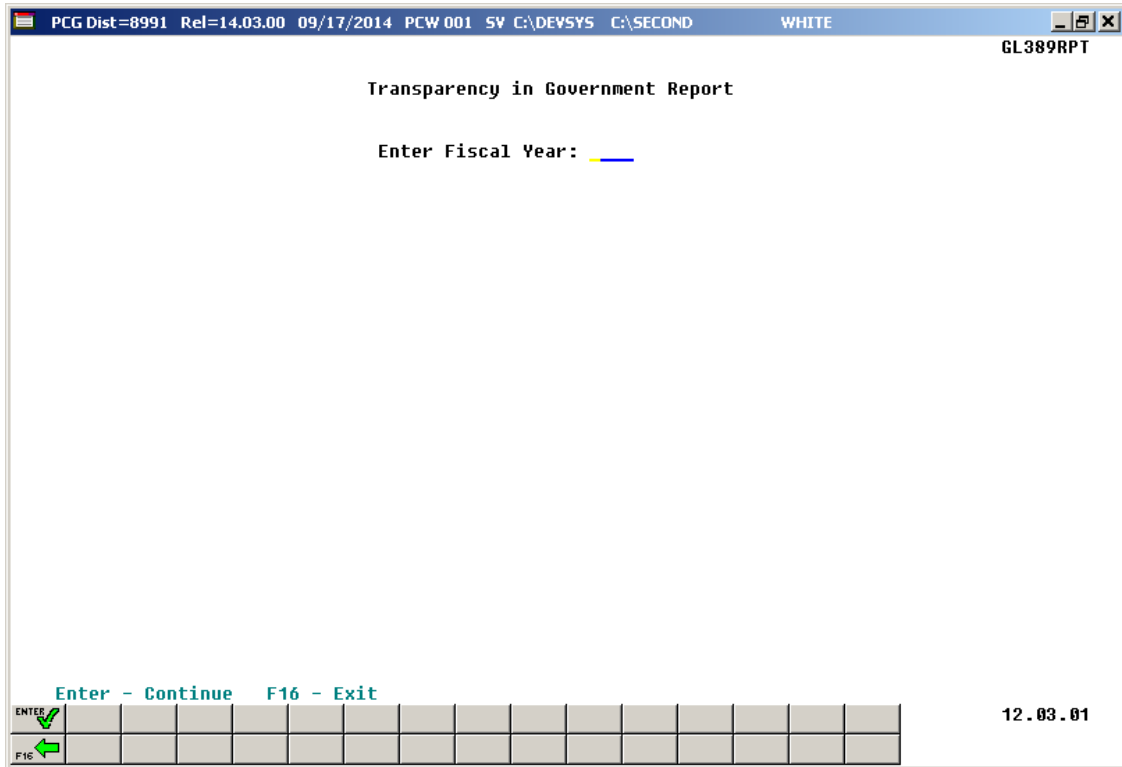 PCG Dist=8991 Rel=14.03.00 09/17/2014 PCW 001 SV C:\DEVSYS C:\SECOND WHITE
GL389RPT
Transparency in Government Report
Enter Fiscal Year:
Enter - Continue F16 - Exit
ENTER
12.03.01
F16